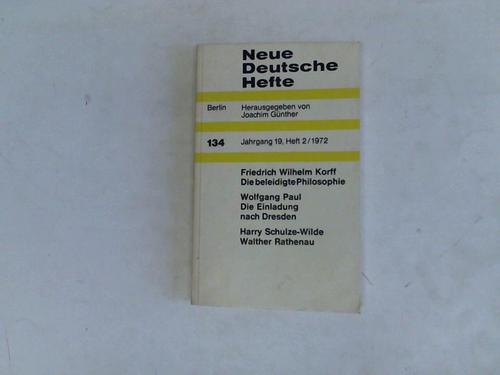 Neue
Deutsche
Hefte
Berlin
Herausgegeben von
Joachim Günther
134
Jahrgang 19, Heft 2/1972
Friedrich Wilhelm Korff
Die beleidigte Philosophie
Wolfgang Paul
Die Einladung
nach Dresden
Harry Schulze-Wilde
Walther Rathenau